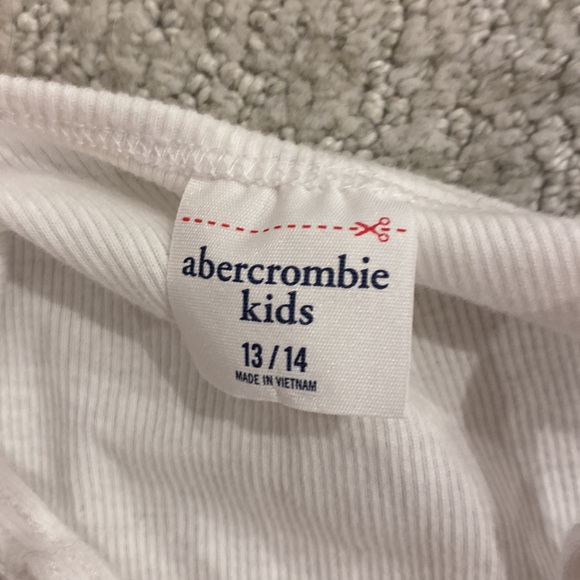 abercrombie
kids
13 / 14
MADE IN VIETNAM